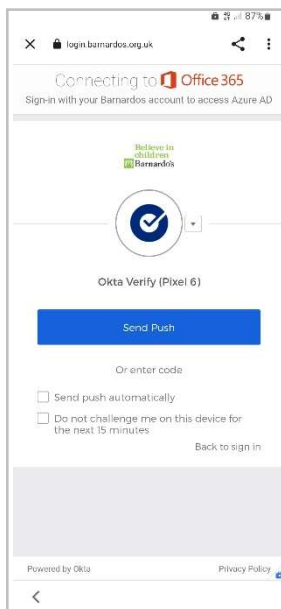 87%
login.barnardos.org.uk
Connecting to Office 365
Sign-in with your Barnardos account to access Azure AD
Believe in
children
Barnardo's
Okta Verify (Pixel 6)
Send Push
Or enter code
Send push automatically
Do not challenge me on this device for
the next 15 minutes
Back to sign in
Powered by Okta
Privacy Policy